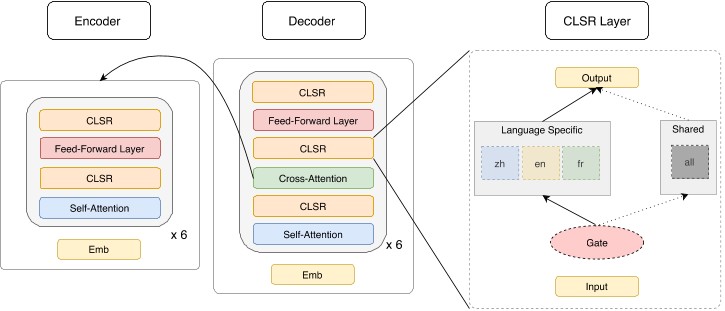 Encoder
Decoder
CLSR Layer
CLSR
Feed-Forward Layer
CLSR
Self-Attention
x 6
Emb
CLSR
Feed-Forward Layer
CLSR
Cross-Attention
CLSR
Self-Attention
x 6
Emb
Output
Language Specific
zh
en
fr
Shared
all
Gate
Input